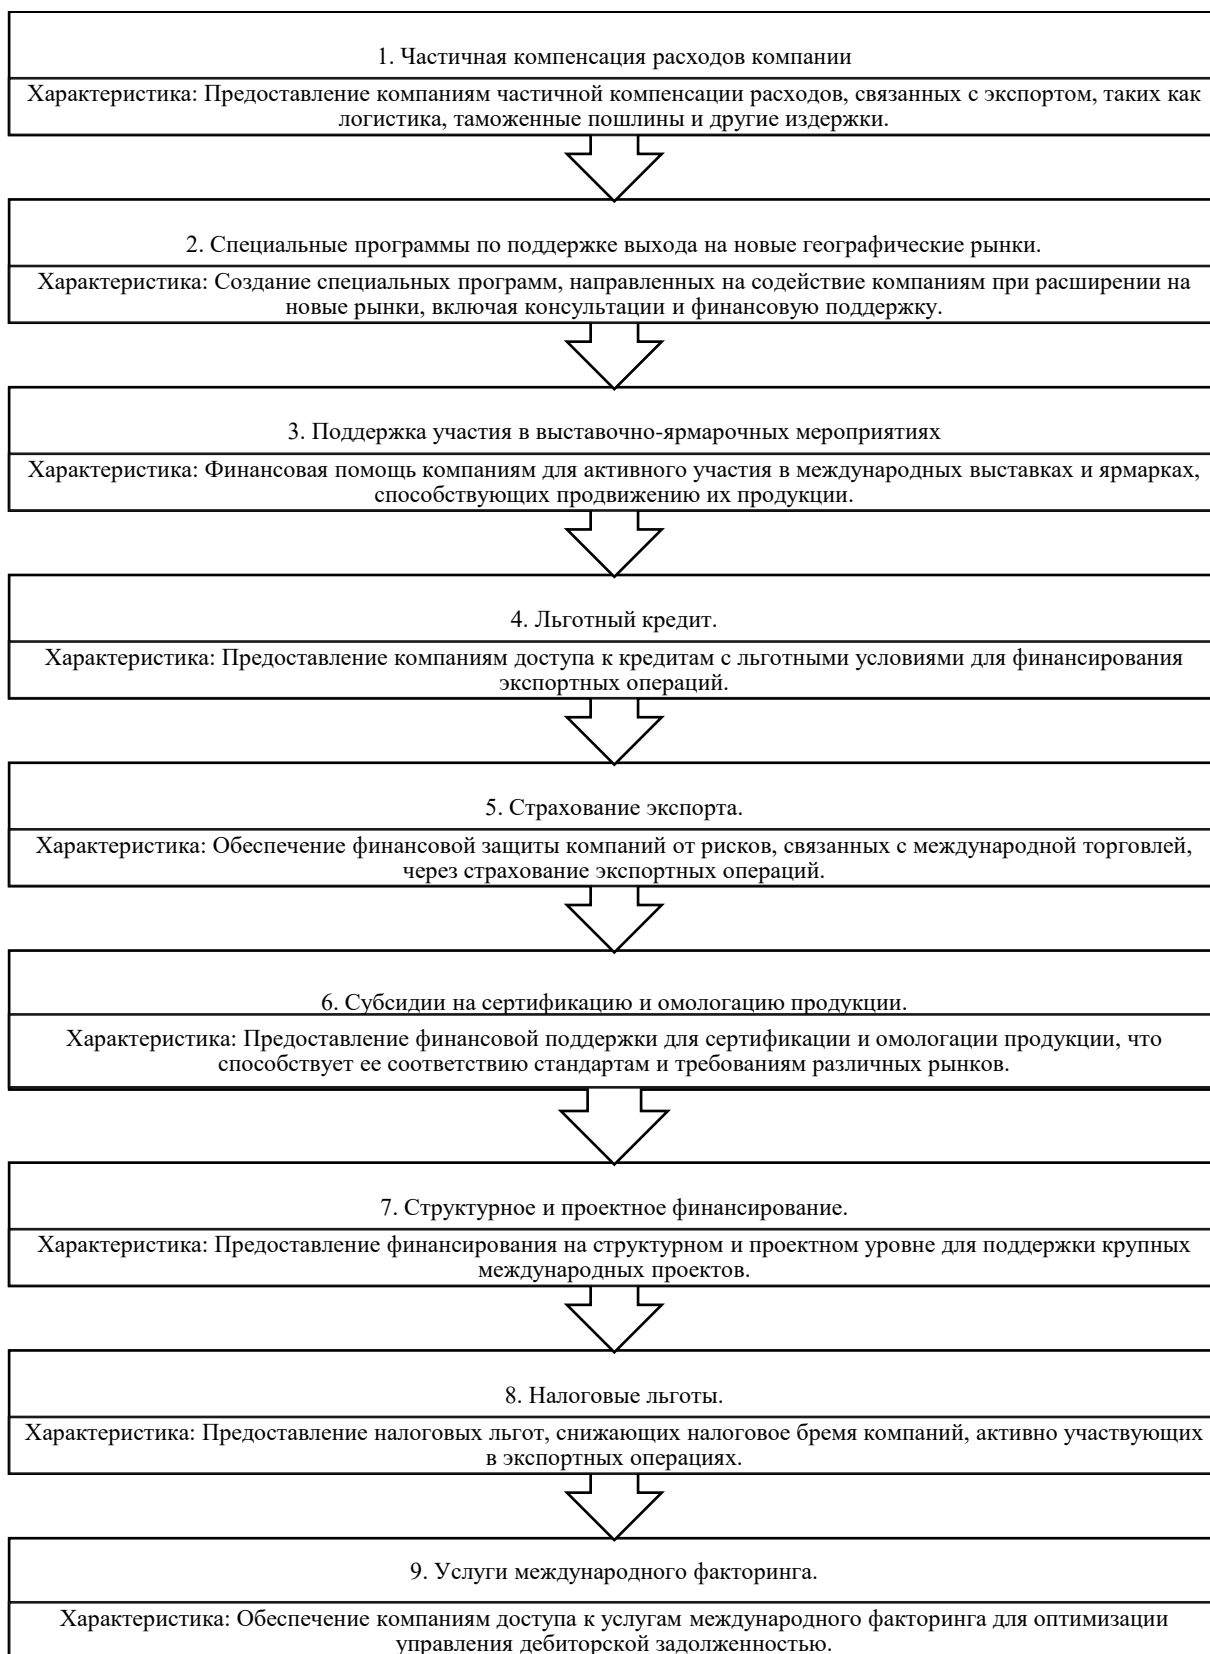 1. Частичная компенсация расходов компании
Характеристика: Предоставление компаниям частичной компенсации расходов, связанных с экспортом, таких как
логистика, таможенные пошлины и другие издержки.
2. Специальные программы по поддержке выхода на новые географические рынки.
Характеристика: Создание специальных программ, направленных на содействие компаниям при расширении на
новые рынки, включая консультации и финансовую поддержку.
3. Поддержка участия в выставочно-ярмарочных мероприятиях
Характеристика: Финансовая помощь компаниям для активного участия в международных выставках и ярмарках,
способствующих продвижению их продукции.
4. Льготный кредит.
Характеристика: Предоставление компаниям доступа к кредитам с льготными условиями для финансирования
экспортных операций.
5. Страхование экспорта.
Характеристика: Обеспечение финансовой защиты компаний от рисков, связанных с международной торговлей,
через страхование экспортных операций.
6. Субсидии на сертификацию и омологацию продукции.
Характеристика: Предоставление финансовой поддержки для сертификации и омологации продукции, что
способствует ее соответствию стандартам и требованиям различных рынков.
7. Структурное и проектное финансирование.
Характеристика: Предоставление финансирования на структурном и проектном уровне для поддержки крупных
международных проектов.
8. Налоговые льготы.
Характеристика: Предоставление налоговых льгот, снижающих налоговое бремя компаний, активно участвующих
в экспортных операциях.
9. Услуги международного факторинга.
Характеристика: Обеспечение компаниям доступа к услугам международного факторинга для оптимизации
управления дебиторской задолженностью.